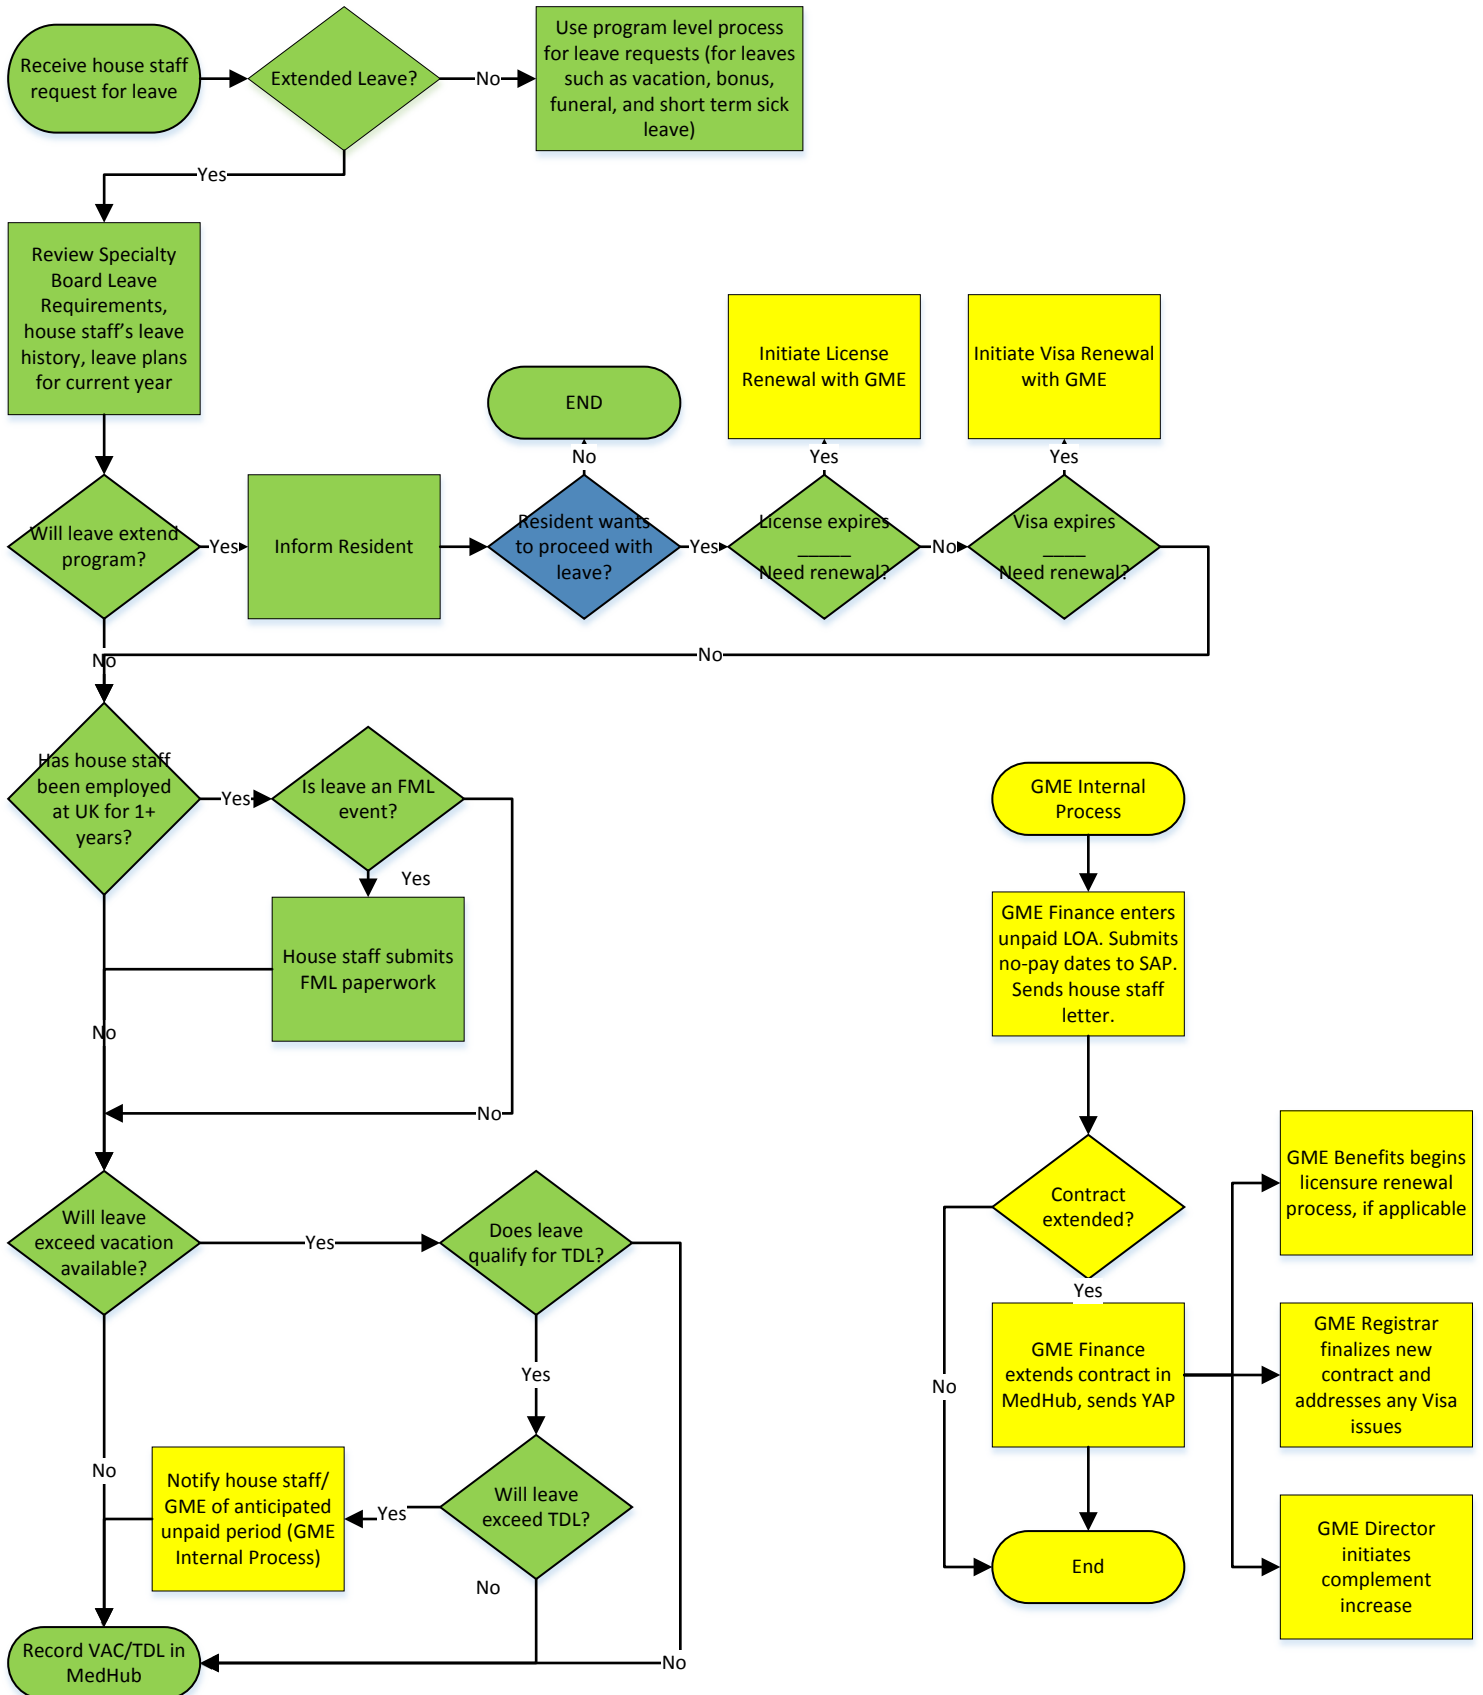 Receive house staff
request for leave
Extended Leave?
No
Use program level process
for leave requests (for leaves
such as vacation, bonus,
funeral, and short term sick
leave)
Yes
Review Specialty
Board Leave
Requirements,
house staff's leave
history, leave plans
for current year
Initiate License
Renewal with GME
Initiate Visa Renewal
with GME
END
No
Yes
Yes
Will leave extend
program?
Yes
Inform Resident
Resident wants
to proceed with
leave?
Yes
License expires
_____
Need renewal?
No
Visa expires
____
Need renewal?
No
No
Has house staff
been employed
at UK for 1+
years?
Yes
Is leave an FML
event?
Yes
House staff submits
FML paperwork
No
No
Will leave
exceed vacation
available?
Yes
Does leave
qualify for TDL?
Yes
No
Notify house staff/
GME of anticipated
unpaid period (GME
Internal Process)
Yes
Will leave
exceed TDL?
No
Record VAC/TDL in
MedHub
No
GME Internal
Process
GME Finance enters
unpaid LOA. Submits
no-pay dates to SAP.
Sends house staff
letter.
Contract
extended?
Yes
No
GME Finance
extends contract in
MedHub, sends YAP
End
GME Benefits begins
licensure renewal
process, if applicable
GME Registrar
finalizes new
contract and
addresses any Visa
issues
GME Director
initiates
complement
increase